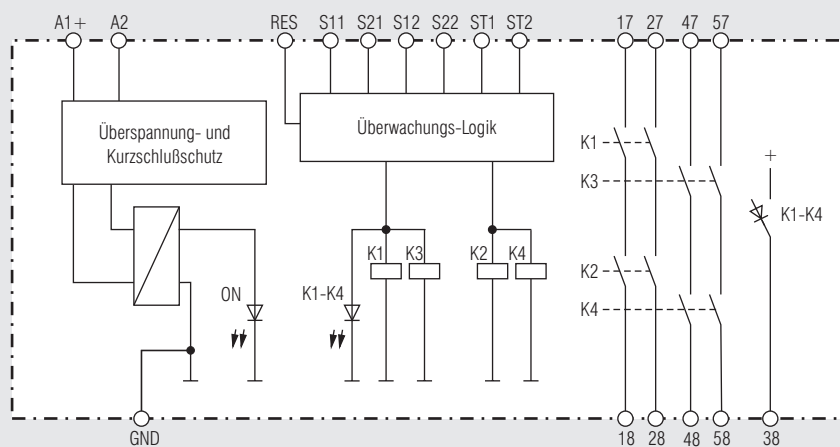 A1+ A2 RES S11 S21 S12 S22 ST1 ST2 17 27 47 57
Überspannung- und
Kurzschlußschutz
Überwachungs-Logik
K1
K3
+
K1-K4
K1 K3 K2 K4
K2
ON K1-K4
K4
GND 18 28 48 58 38